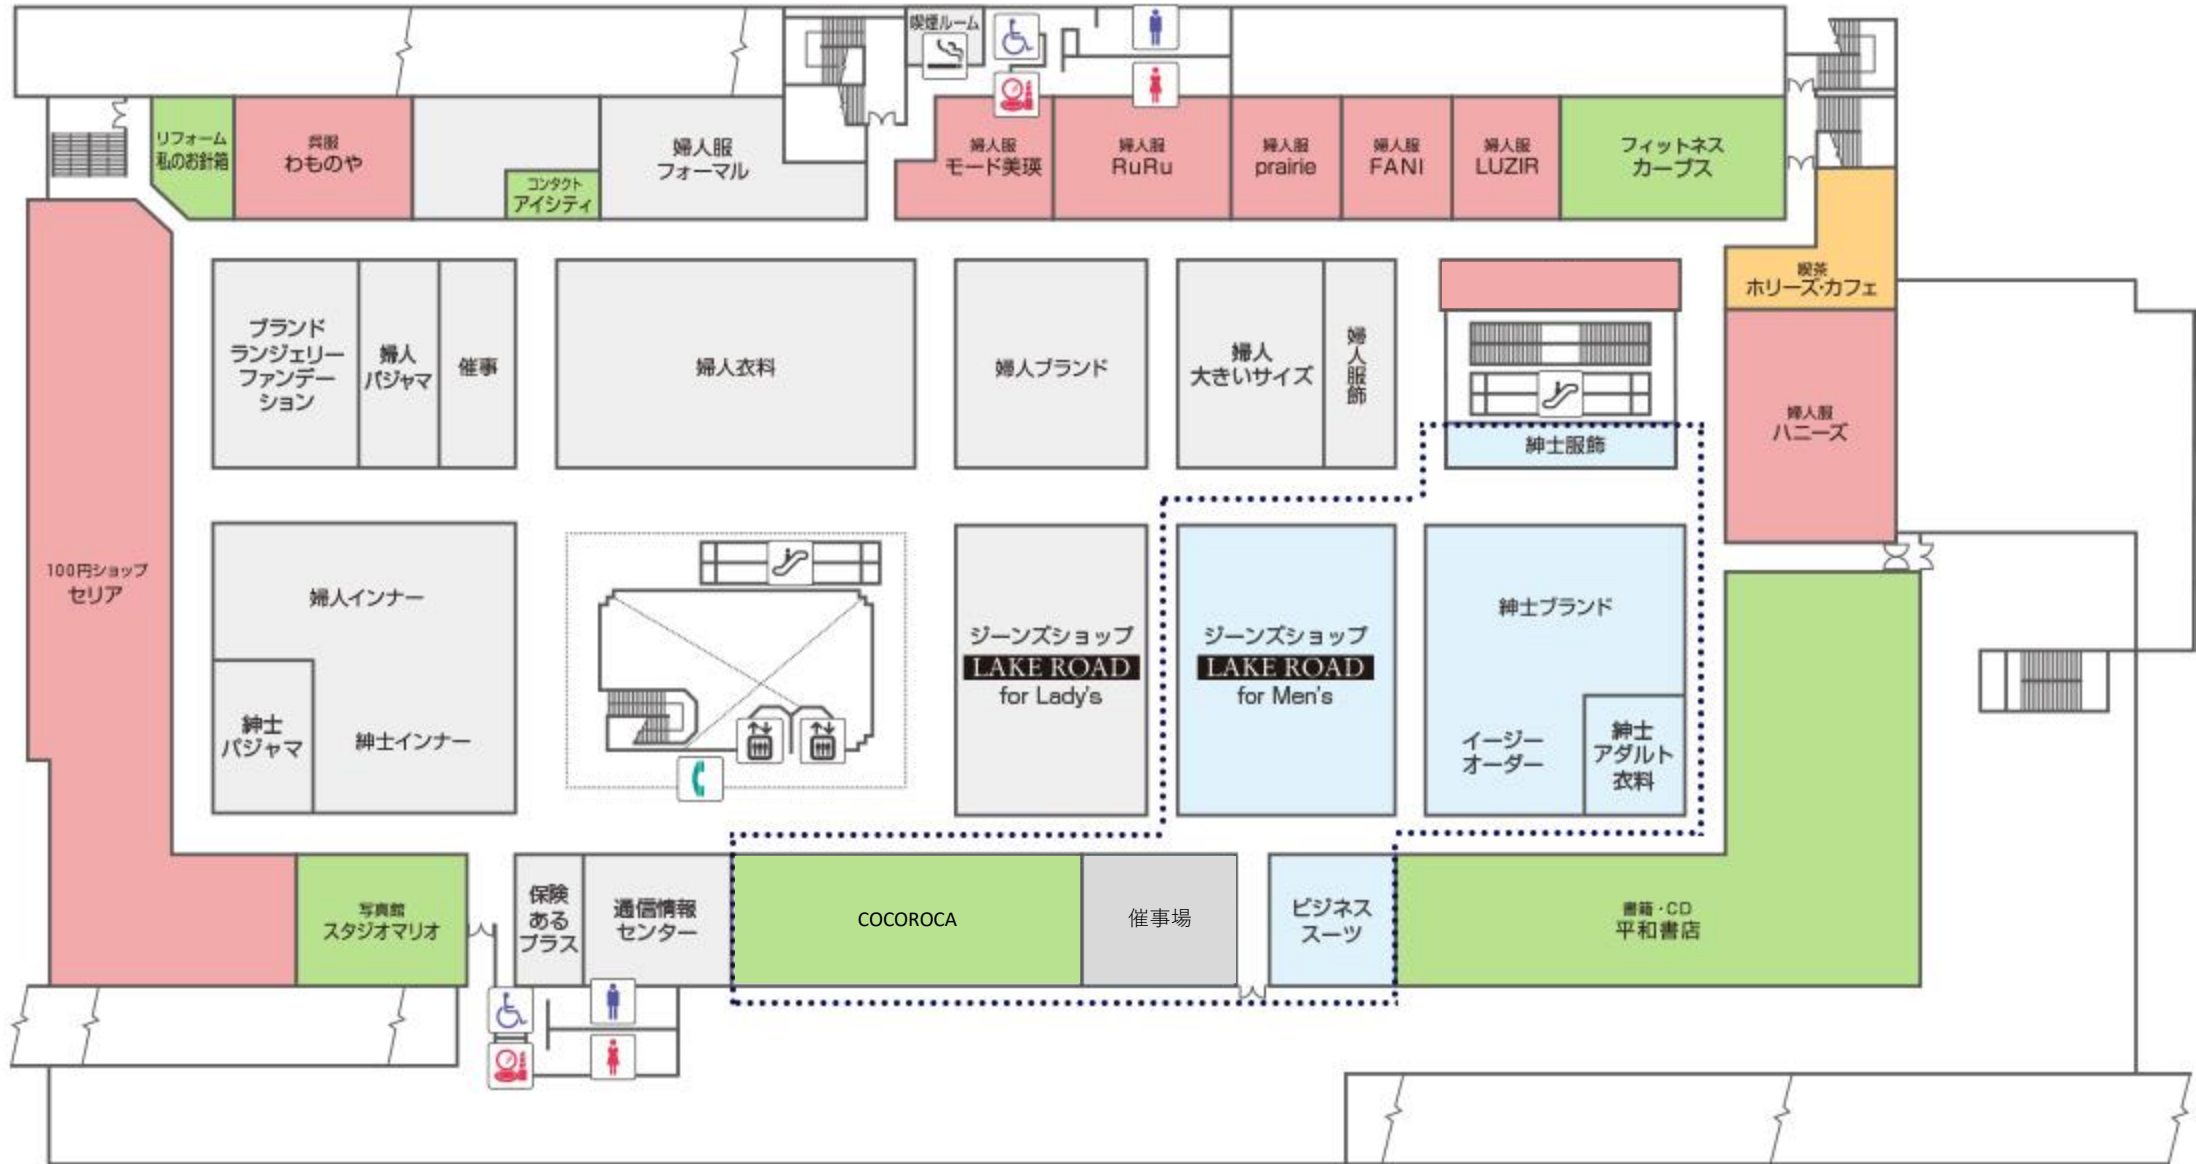 喫煙ルーム
リフォーム
私のお針箱
呉服
わものや
コンタクト
アイシティ
婦人服
フォーマル
婦人服
モード美瑛
婦人服
RuRu
婦人服
prairie
婦人服
FANI
婦人服
LUZIR
フィットネス
カーブス
喫茶
ホリーズ・カフェ
ブランド
ランジェリー
ファンデー
ション
婦人
パジャマ
催事
婦人衣料
婦人ブランド
婦人
大きいサイズ
婦人服飾
紳士服飾
婦人服
ハニーズ
100円ショップ
セリア
婦人インナー
紳士
パジャマ
紳士インナー
ジーンズショップ
LAKE ROAD
for Lady's
ジーンズショップ
LAKE ROAD
for Men's
紳士ブランド
イージー
オーダー
紳士
アダルト
衣料
写真館
スタジオマリオ
保険
ある
プラス
通信情報
センター
COCOROCA
催事場
ビジネス
スーツ
書籍・CD
平和書店